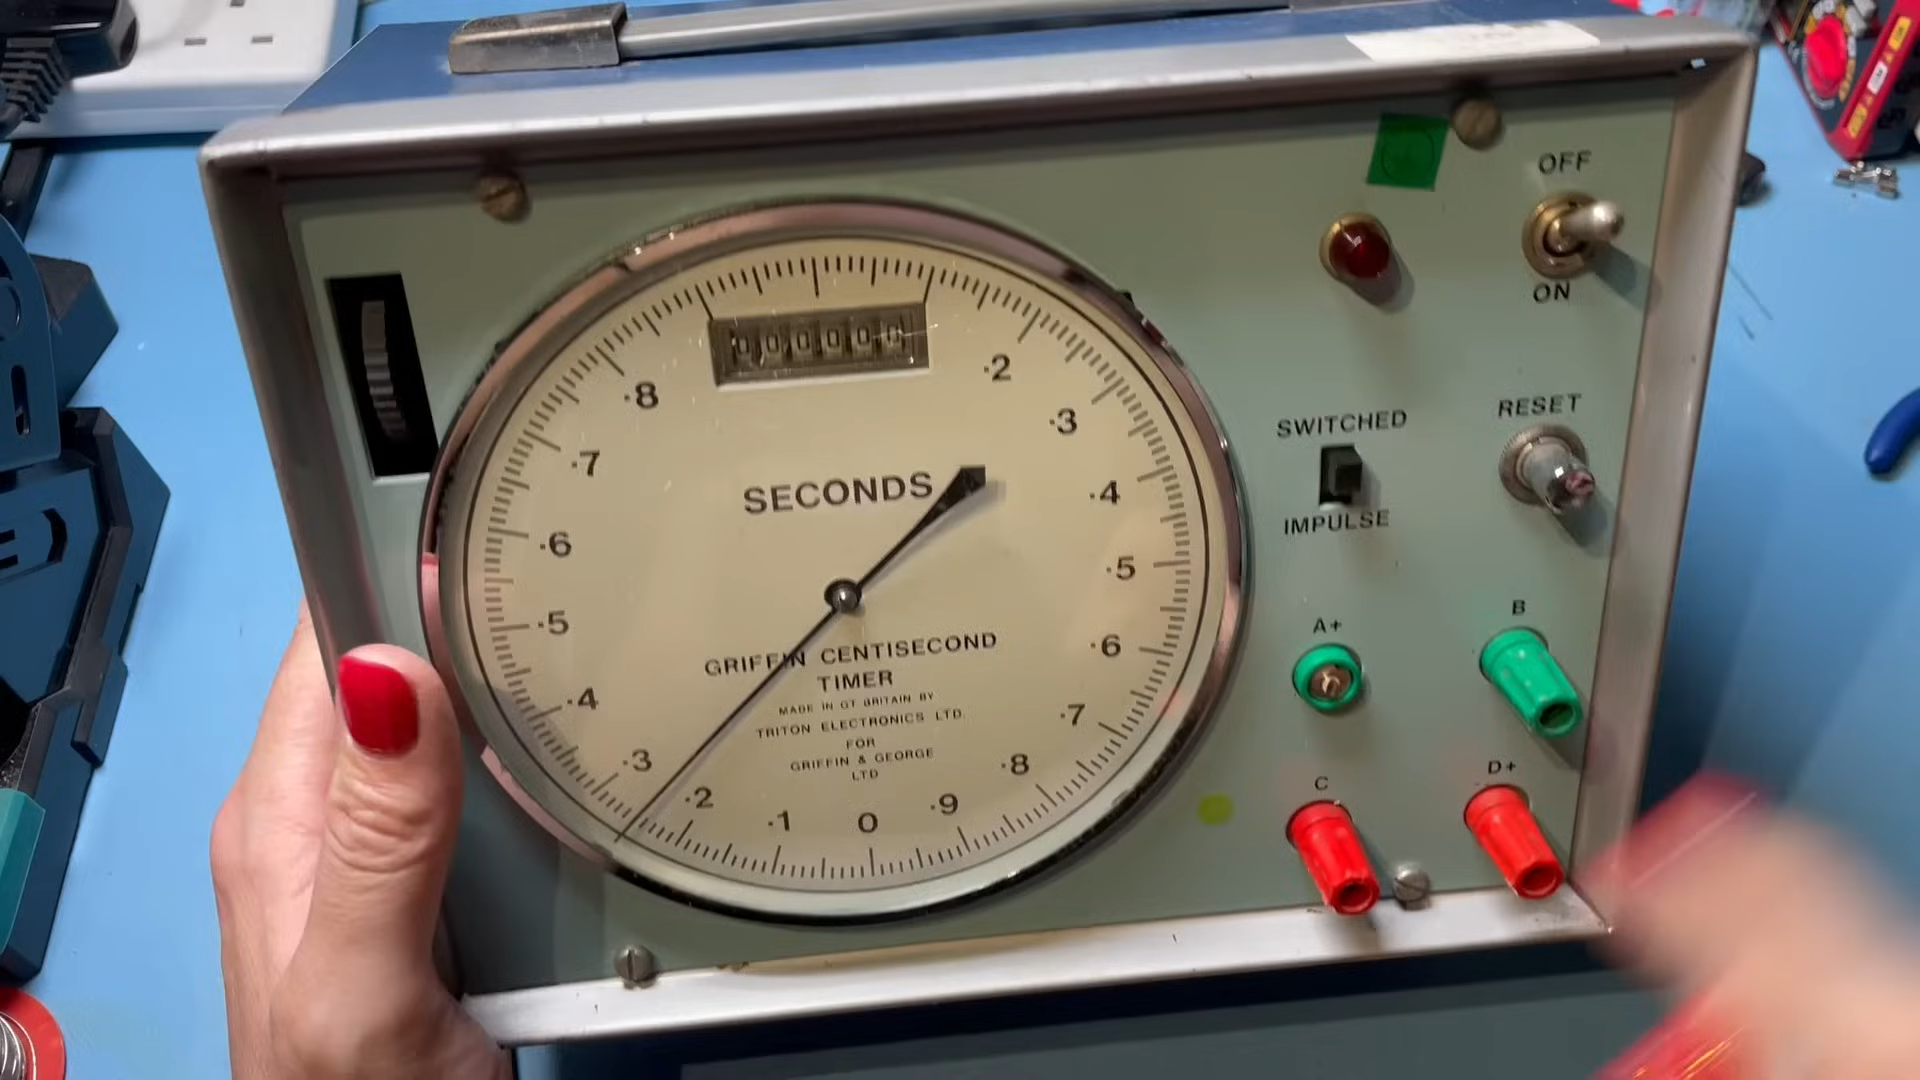 OFF
ON
000000
.8
.2
.7
.3
SECONDS
.4
SWITCHED
RESET
IMPULSE
.6
.5
.5
A+
B
GRIFFIN CENTISECOND
TIMER
.6
.4
MADE IN GT BRITAIN BY
TRITON ELECTRONICS LTD.
FOR
GRIFFIN & GEORGE
LTD
.7
.3
.8
.2
.9
.1
0
C
D+